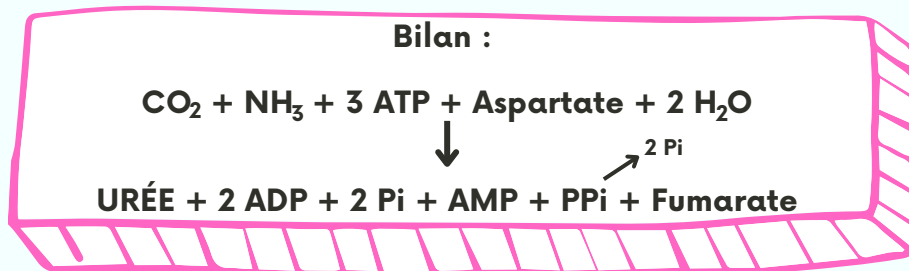 Bilan :
CO₂ + NH₃ + 3 ATP + Aspartate + 2 H₂O
2 Pi
URÉE + 2 ADP + 2 Pi + AMP + PPi + Fumarate